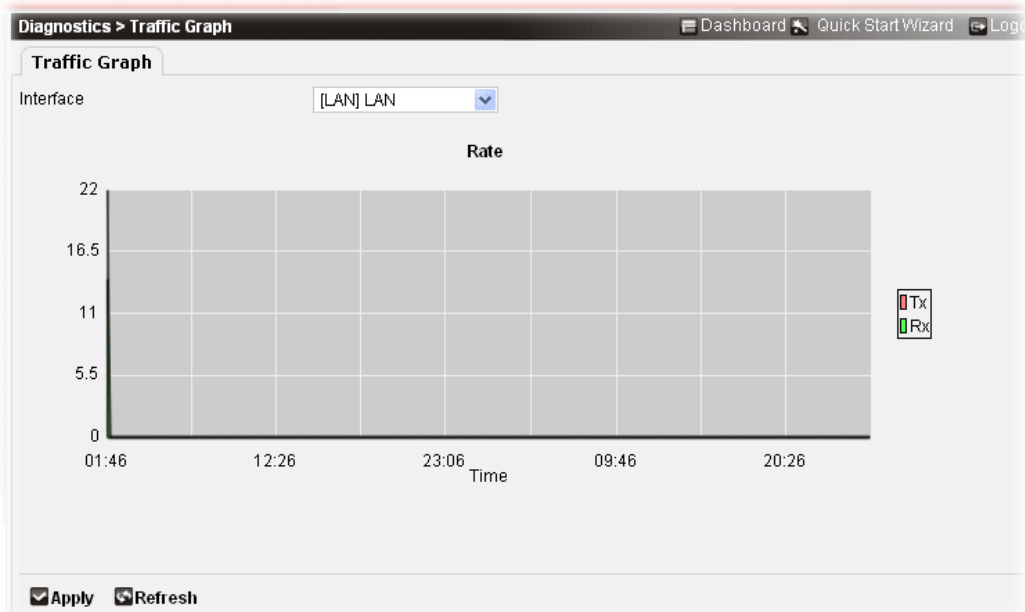 Diagnostics > Traffic Graph
Dashboard Quick Start Wizard
Traffic Graph
Interface [LAN] LAN
Rate
22
16.5
11
5.5
0
Tx
Rx
01:46 12:26 23:06 09:46 20:26
Time
Apply Refresh